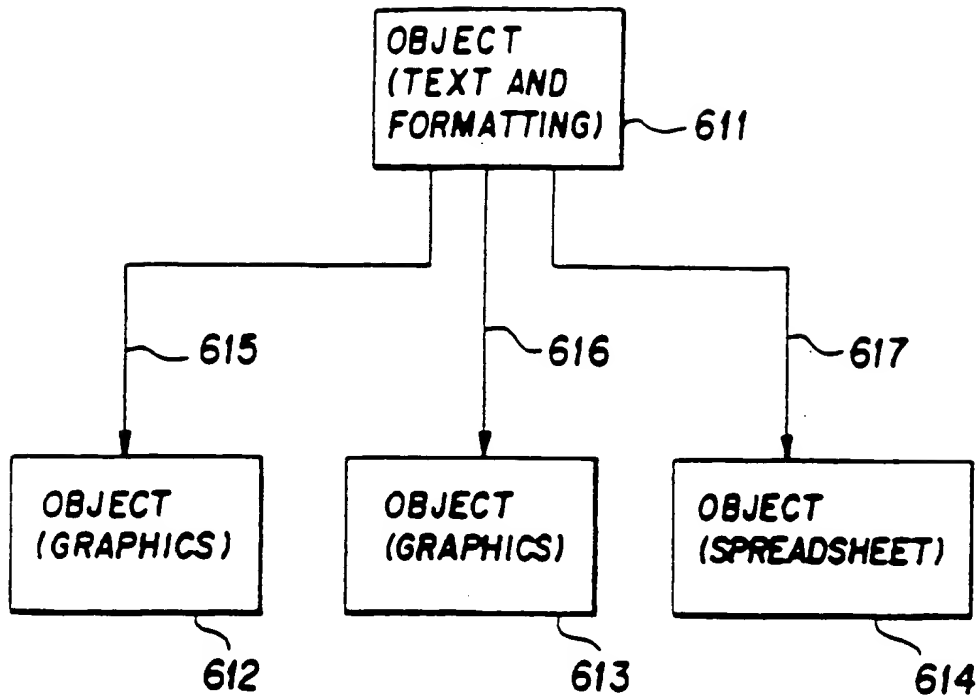 OBJECT
(TEXT AND
FORMATTING)
611
615
616
617
OBJECT
(GRAPHICS)
OBJECT
(GRAPHICS)
OBJECT
(SPREADSHEET)
612
613
614